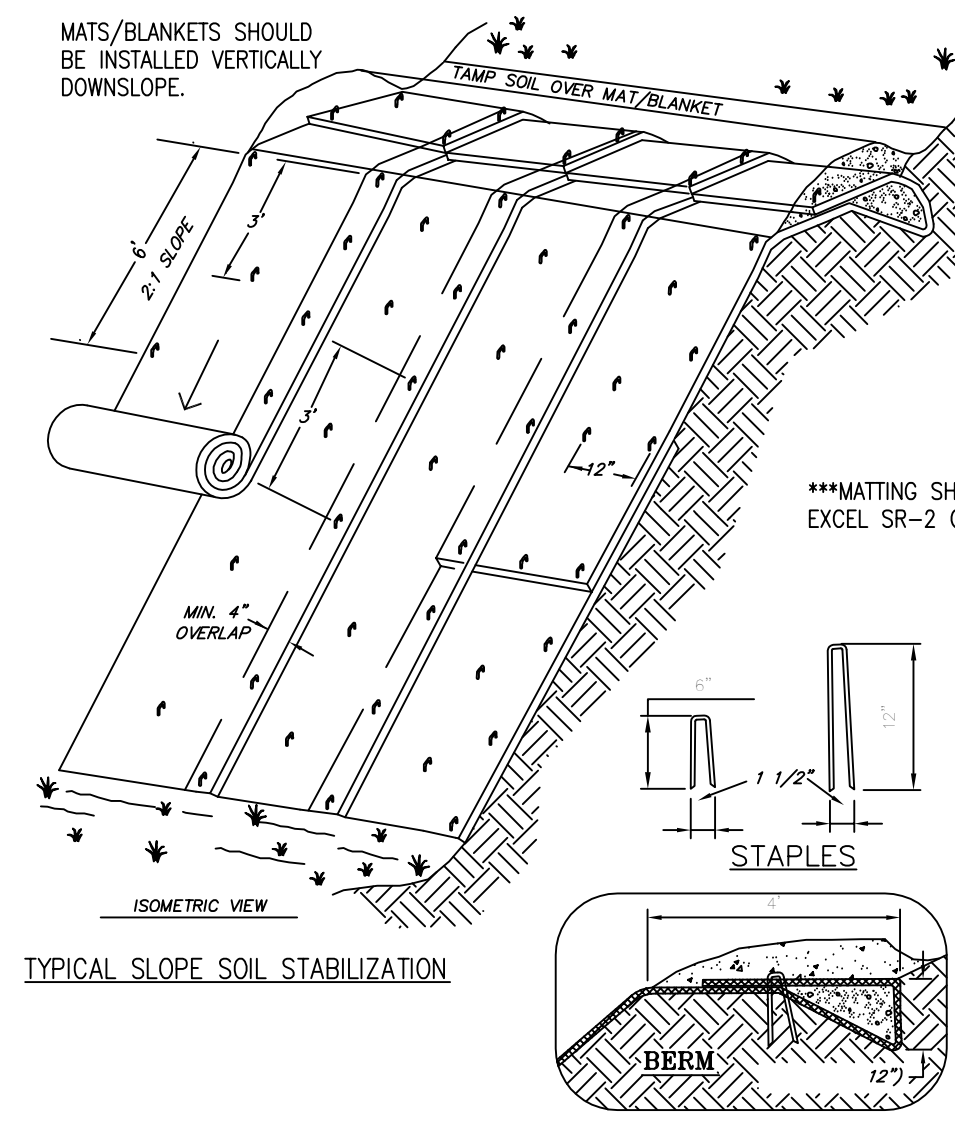 MATS/BLANKETS SHOULD
BE INSTALLED VERTICALLY
DOWNSLOPE.
TAMP SOIL OVER MAT/BLANKET
3'
6'
2:1 SLOPE
3'
12"
***MATTING SH
EXCEL SR-2
MIN. 4"
OVERLAP
6"
12"
1 1/2"
STAPLES
ISOMETRIC VIEW
TYPICAL SLOPE SOIL STABILIZATION
4'
BERM
12")